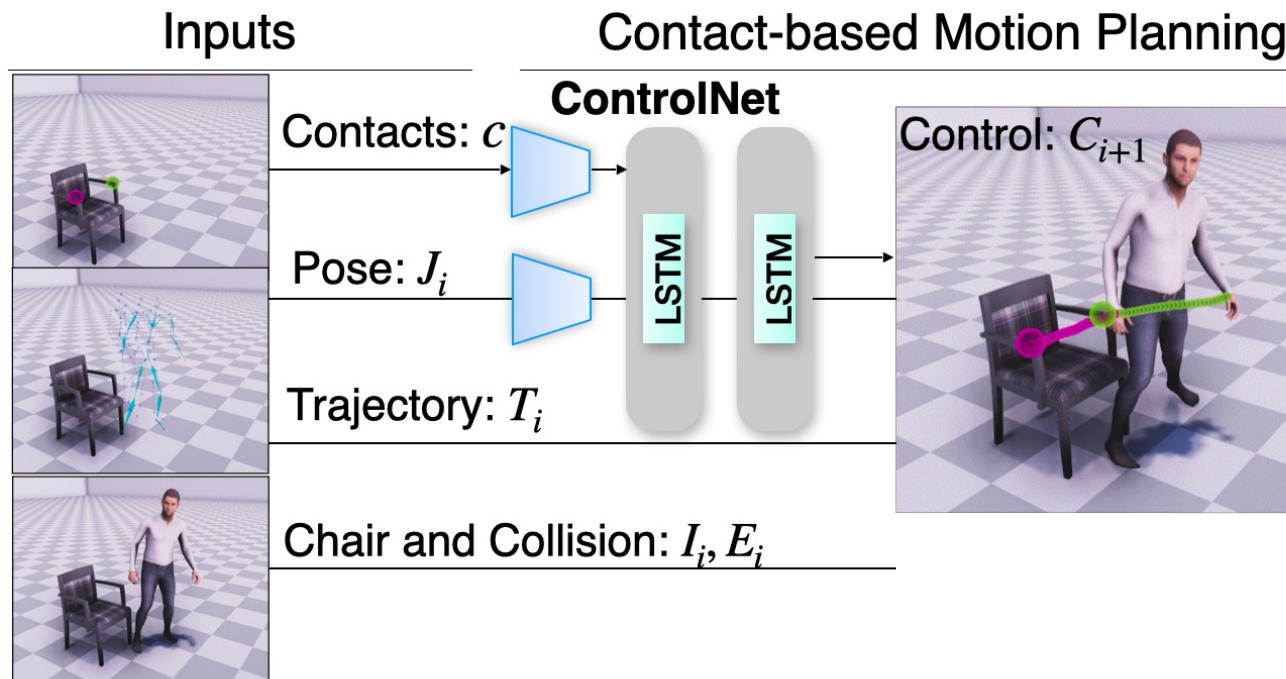 Inputs
Contact-based Motion Planning
ControlNet
Contacts: c
Control: C_{i+1}
Pose: J_i
LSTM
LSTM
Trajectory: T_i
Chair and Collision: I_i, E_i